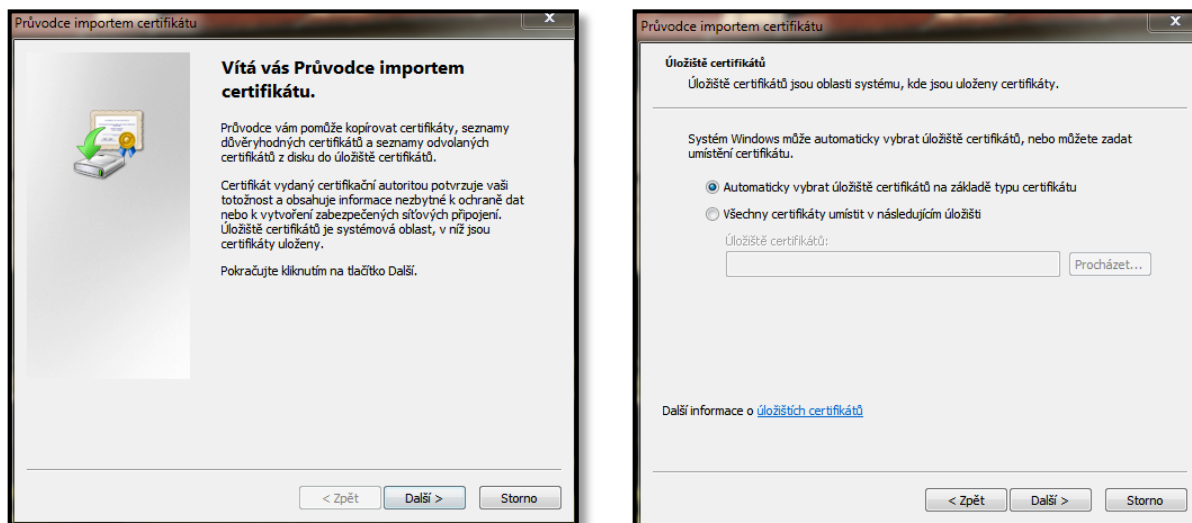 Průvodce importem certifikátu
x
Vítá vás Průvodce importem
certifikátu.
Průvodce vám pomůže kopírovat certifikáty, seznamy
důvěryhodných certifikátů a seznamy odvolaných
certifikátů z disku do úložiště certifikátů.
Certifikát vydaný certifikační autoritou potvrzuje vaši
totožnost a obsahuje informace nezbytné k ochraně dat
nebo k vytvoření zabezpečených síťových připojení.
Úložiště certifikátů je systémová oblast, v níž jsou
certifikáty uloženy.
Pokračujte kliknutím na tlačítko Další.
< Zpět
Další >
Storno
Průvodce importem certifikátu
x
Úložiště certifikátů
Úložiště certifikátů jsou oblasti systému, kde jsou uloženy certifikáty.
Systém Windows může automaticky vybrat úložiště certifikátů, nebo můžete zadat
umístění certifikátu.
Automaticky vybrat úložiště certifikátů na základě typu certifikátu
Všechny certifikáty umístit v následujícím úložišti
Úložiště certifikátů:
Procházet...
Další informace o úložištích certifikátů
< Zpět
Další >
Storno